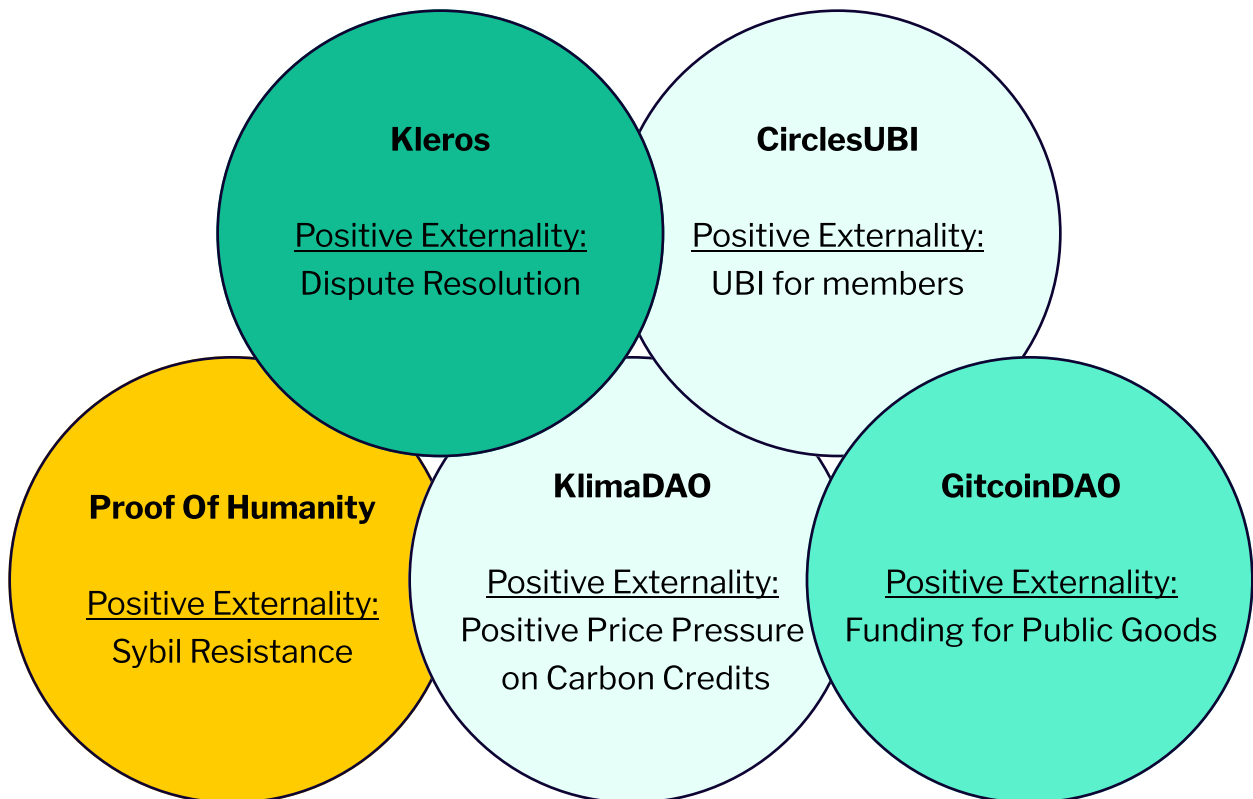 Kleros
Positive Externality:
Dispute Resolution
CirclesUBI
Positive Externality:
UBI for members
Proof Of Humanity
Positive Externality:
Sybil Resistance
KlimaDAO
Positive Externality:
Positive Price Pressure
on Carbon Credits
GitcoinDAO
Positive Externality:
Funding for Public Goods